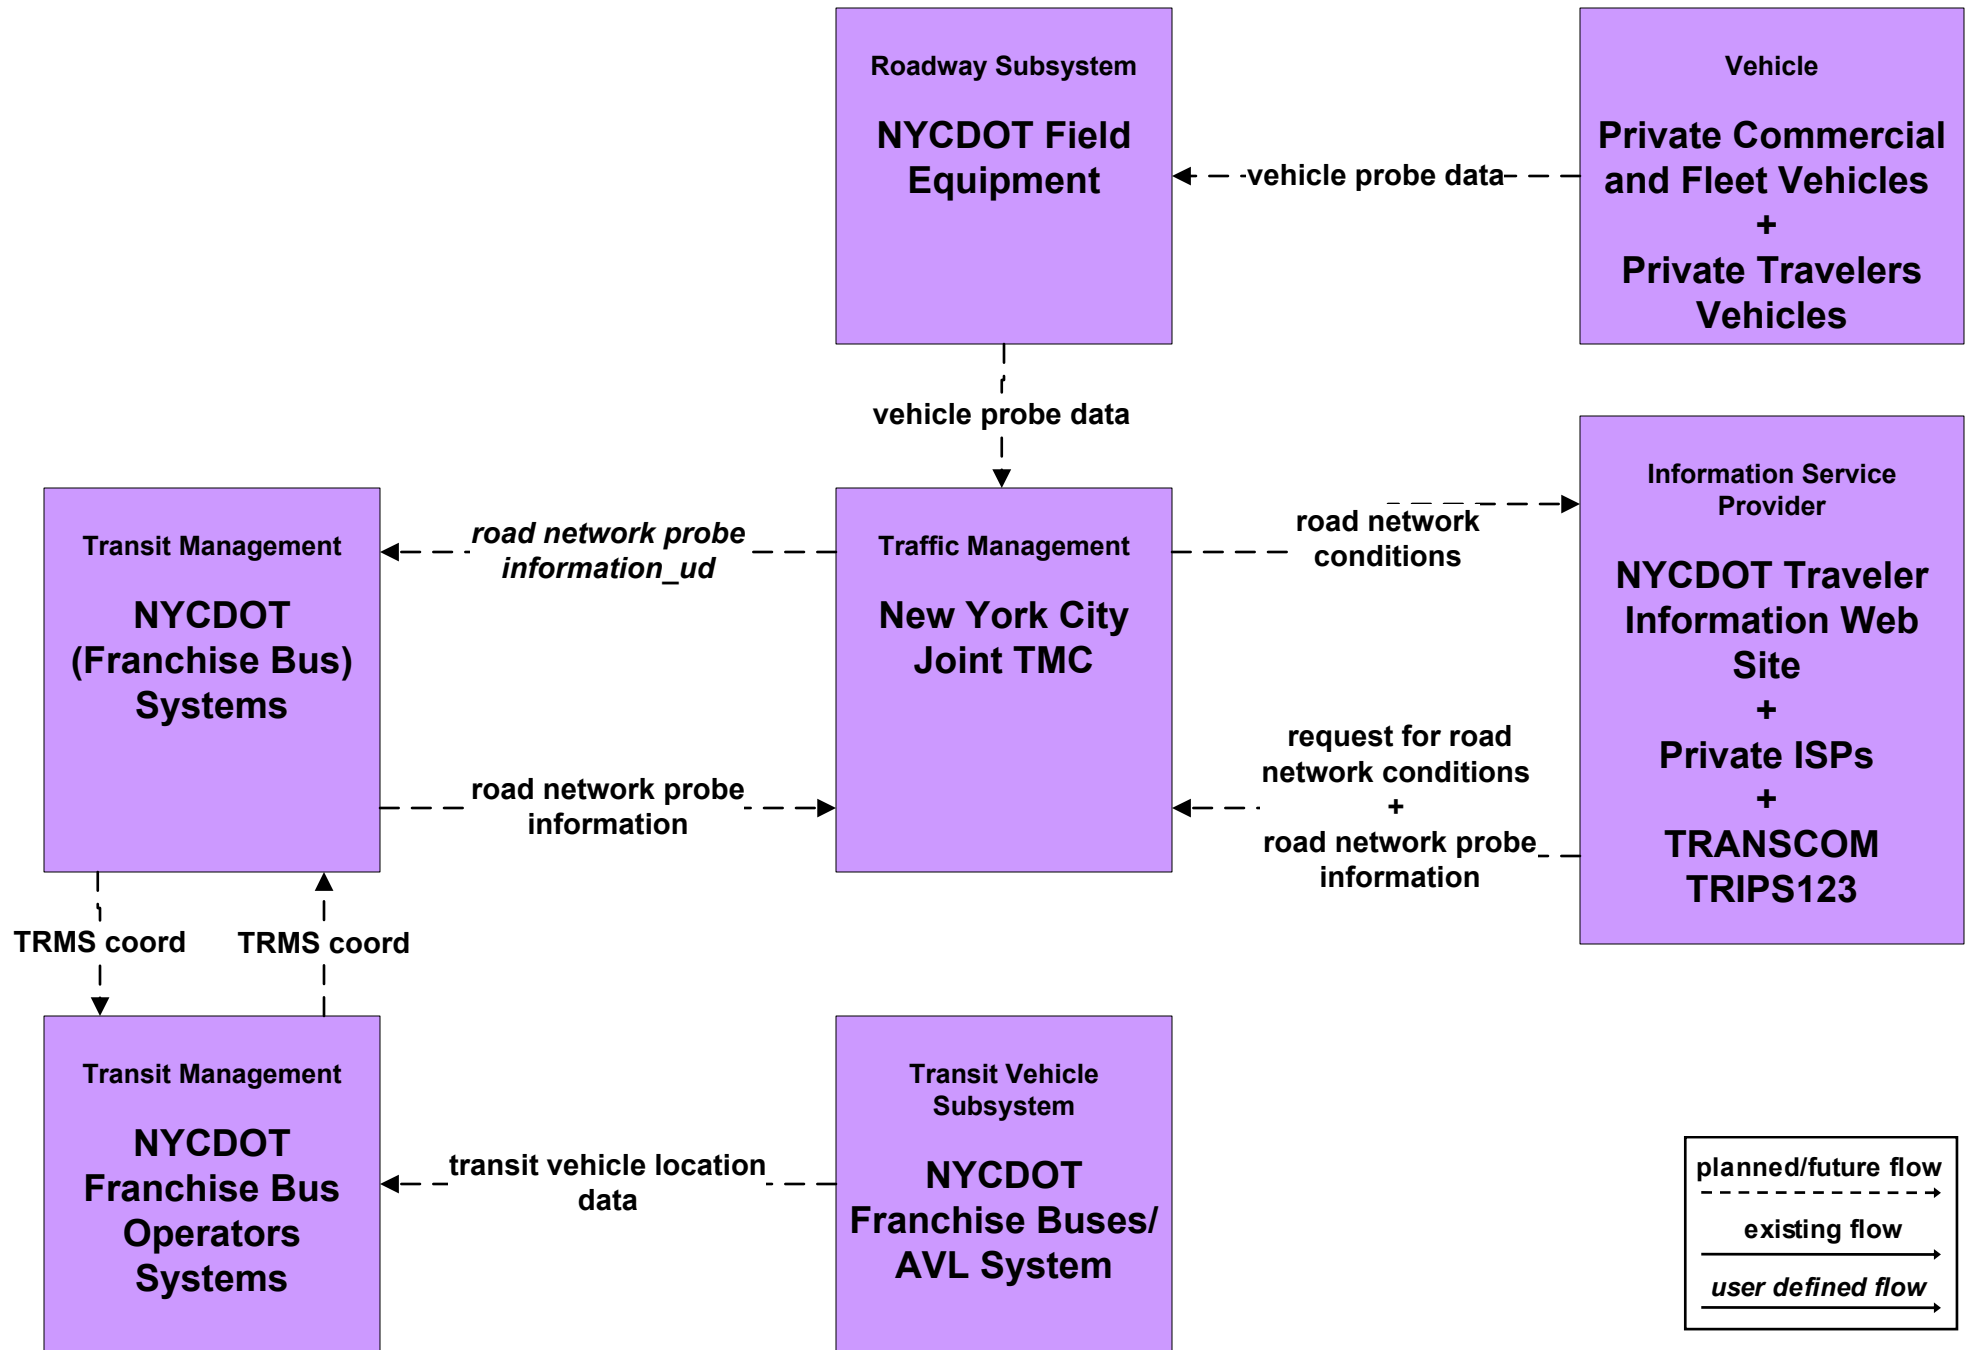 Roadway Subsystem
NYCDOT Field
Equipment
vehicle probe data
Vehicle
Private Commercial
and Fleet Vehicles
+
Private Travelers
Vehicles
vehicle probe data
Transit Management
NYCDOT
(Franchise Bus)
Systems
road network probe
information_ud
Traffic Management
New York City
Joint TMC
road network
conditions
Information Service
Provider
NYCDOT Traveler
Information Web
Site
+
Private ISPs
+
TRANSCOM
TRIPS123
road network probe
information
request for road
network conditions
+
road network probe
information
TRMS coord
TRMS coord
Transit Management
NYCDOT
Franchise Bus
Operators
Systems
transit vehicle location
data
Transit Vehicle
Subsystem
NYCDOT
Franchise Buses/
AVL System
planned/future flow
existing flow
user defined flow